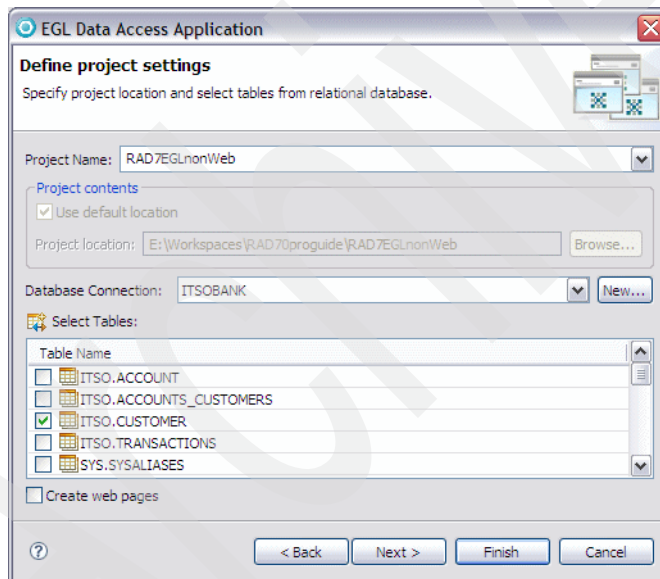 EGL Data Access Application
Define project settings
Specify project location and select tables from relational database.
Project Name: RAD7EGLnonWeb
Project contents
Use default location
Project location: E:\Workspaces\RAD70proguide\RAD7EGLnonWeb Browse...
Database Connection: ITSOBANK New...
Select Tables:
Table Name
ITSO.ACCOUNT
ITSO.ACCOUNTS_CUSTOMERS
ITSO.CUSTOMER
ITSO.TRANSACTIONS
SYS.SYSALIASES
Create web pages
< Back Next > Finish Cancel